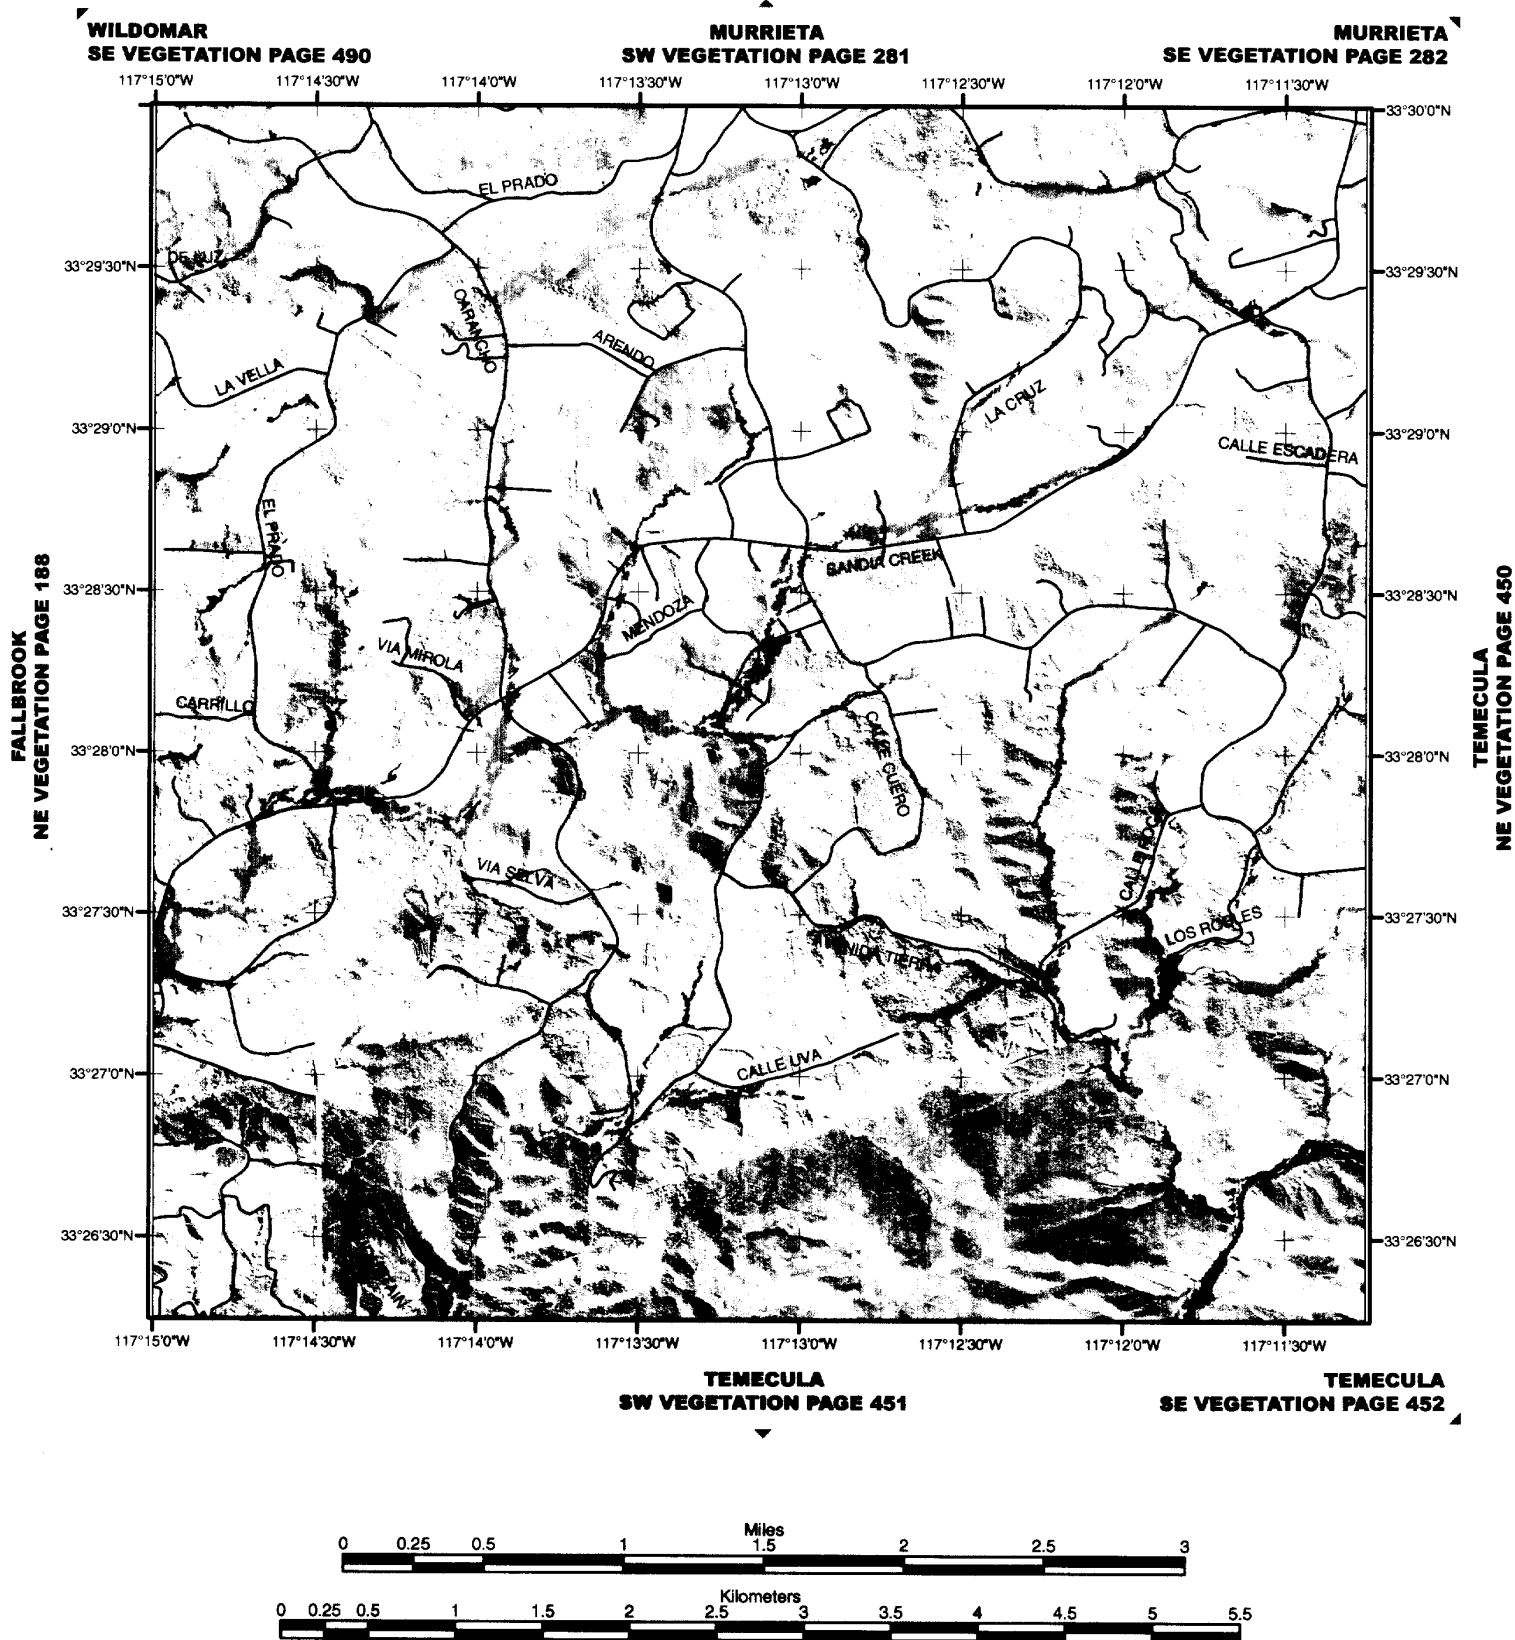 WILDOMAR
SE VEGETATION PAGE 490
MURRIETA
SW VEGETATION PAGE 281
MURRIETA
SE VEGETATION PAGE 282
117°15'0"W 117°14'30"W 117°14'0"W 117°13'30"W 117°13'0"W 117°12'30"W 117°12'0"W 117°11'30"W
33°30'0"N
EL PRADO
DE LUZ
33°29'30"N
33°29'30"N
CARANCHO
ARENDO
LA VELLA
LA CRUZ
33°29'0"N
33°29'0"N
CALLE ESCADERA
EL PRADO
SANDIA CREEK
33°28'30"N
33°28'30"N
MENDOZA
VIA MIROLA
CARRILLO
FALLBROOK
NE VEGETATION PAGE 188
TEMECULA
NE VEGETATION PAGE 450
33°28'0"N
33°28'0"N
CALLE CUERO
CALLE ROCA
VIA SELVA
33°27'30"N
33°27'30"N
LOS ROBLES
AVENIDA TIERRA
CALLE UVA
33°27'0"N
33°27'0"N
33°26'30"N
33°26'30"N
117°15'0"W 117°14'30"W 117°14'0"W 117°13'30"W 117°13'0"W 117°12'30"W 117°12'0"W 117°11'30"W
TEMECULA
SW VEGETATION PAGE 451
TEMECULA
SE VEGETATION PAGE 452
Miles
0 0.25 0.5 1 1.5 2 2.5 3
Kilometers
0 0.25 0.5 1 1.5 2 2.5 3 3.5 4 4.5 5 5.5